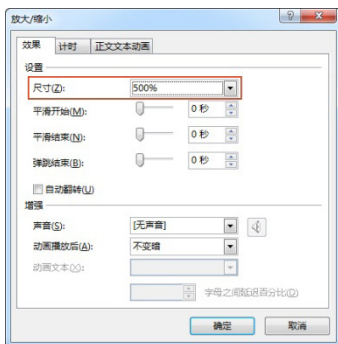 放大/缩小
效果 计时 正文文本动画
设置
尺寸(Z): 500%
平滑开始(M): 0 秒
平滑结束(N): 0 秒
弹跳结束(B): 0 秒
自动翻转(U)
增强
声音(S): [无声音]
动画播放后(A): 不变暗
动画文本(X):
字母之间延迟百分比(D)
确定 取消